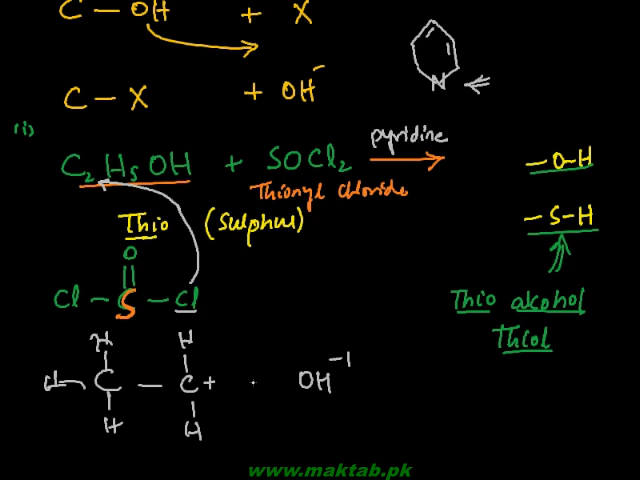 C - OH + X
C - X + OH⁻
(i)
C₂H₅OH + SOCl₂ pyridine
N
Thionyl chloride
-O-H
Thio (Sulphur)
-S-H
O
Cl - S - Cl
Thio alcohol
Thiol
H H
H - C - C+ . OH⁻¹
H H
www.maktab.pk